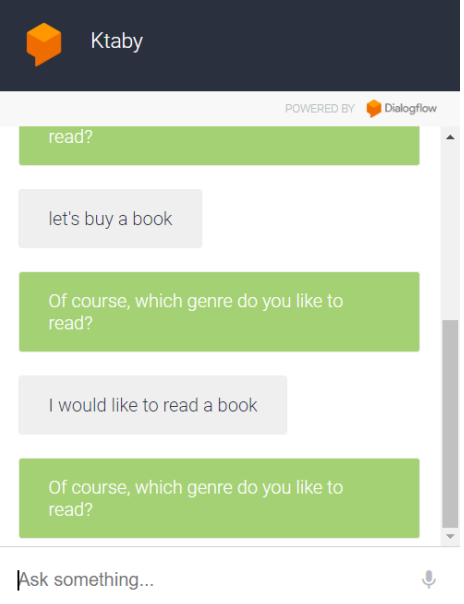 Ktaby
POWERED BY Dialogflow
read?
let's buy a book
Of course, which genre do you like to
read?
I would like to read a book
Of course, which genre do you like to
read?
Ask something...